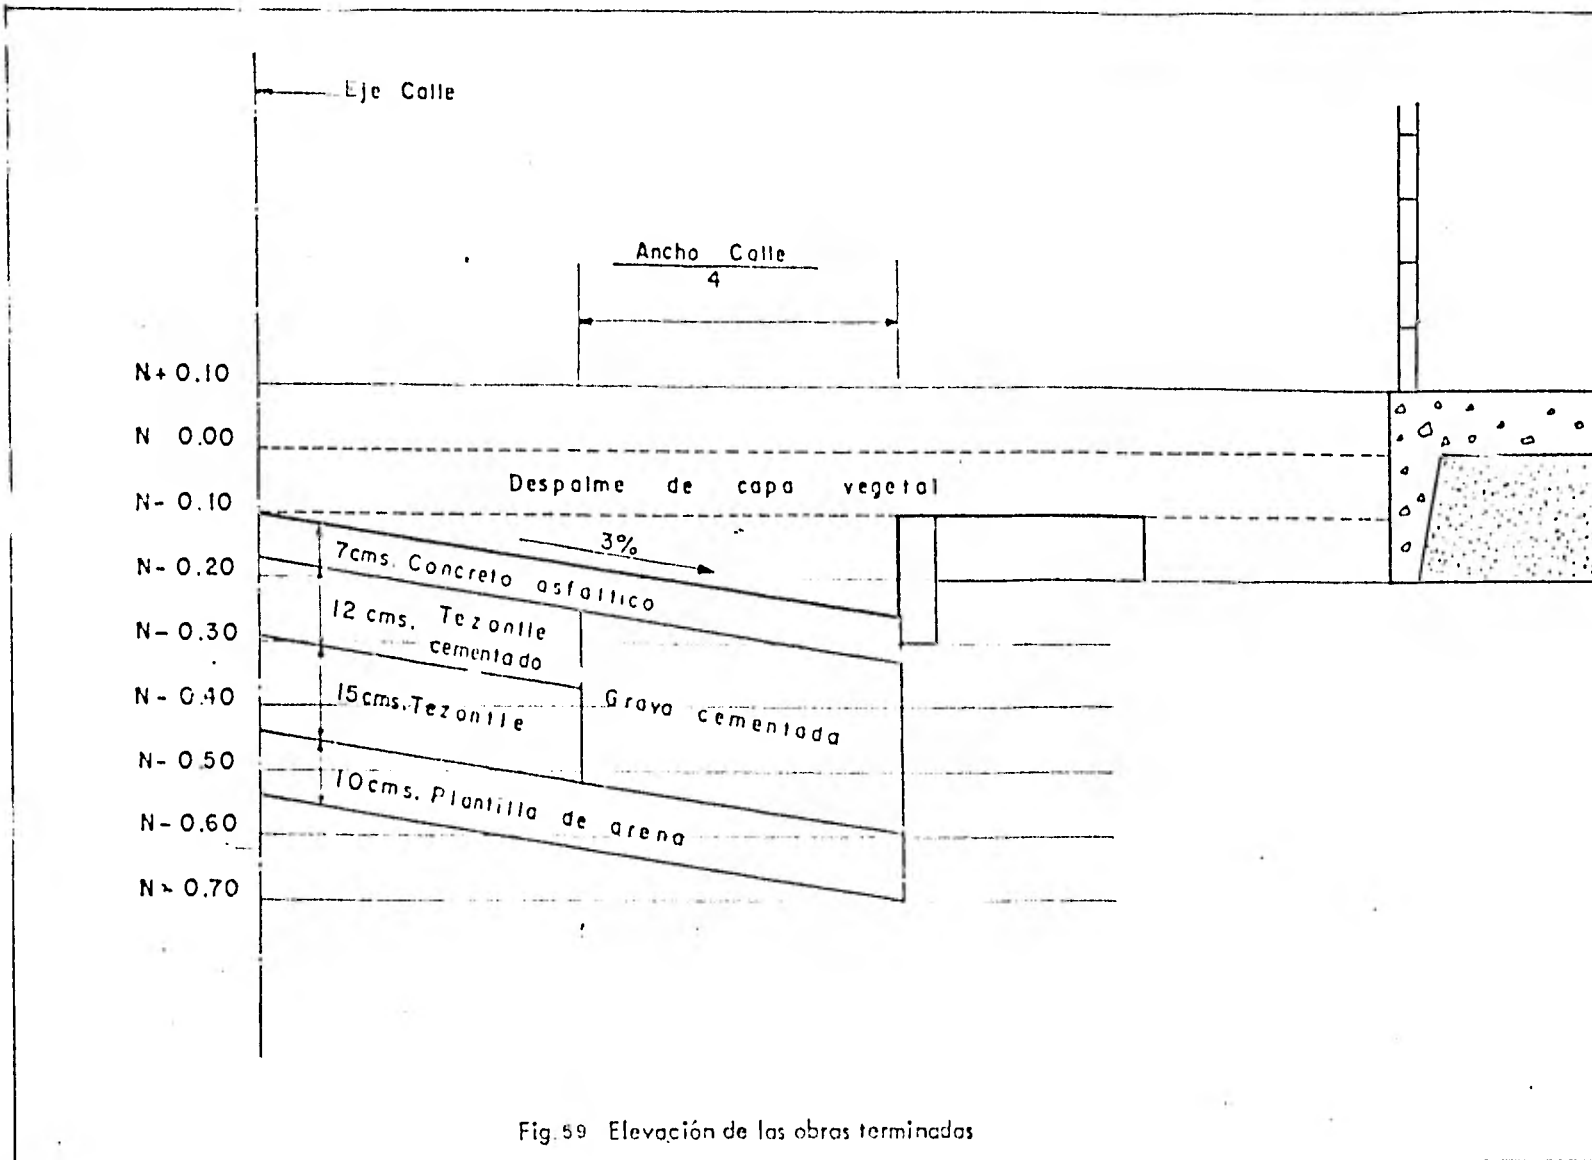 Eje Calle
Ancho Calle
4
N+ 0.10
N 0.00
Despalme de capa vegetal
N- 0.10
3%
7cms. Concreto asfaltico
N- 0.20
12 cms. Tezontle
cementado
N- 0.30
15cms. Tezontle
Grava cementada
N- 0.40
N- 0.50
10cms. Plantilla de arena
N- 0.60
N- 0.70
Fig. 59 Elevación de las obras terminadas